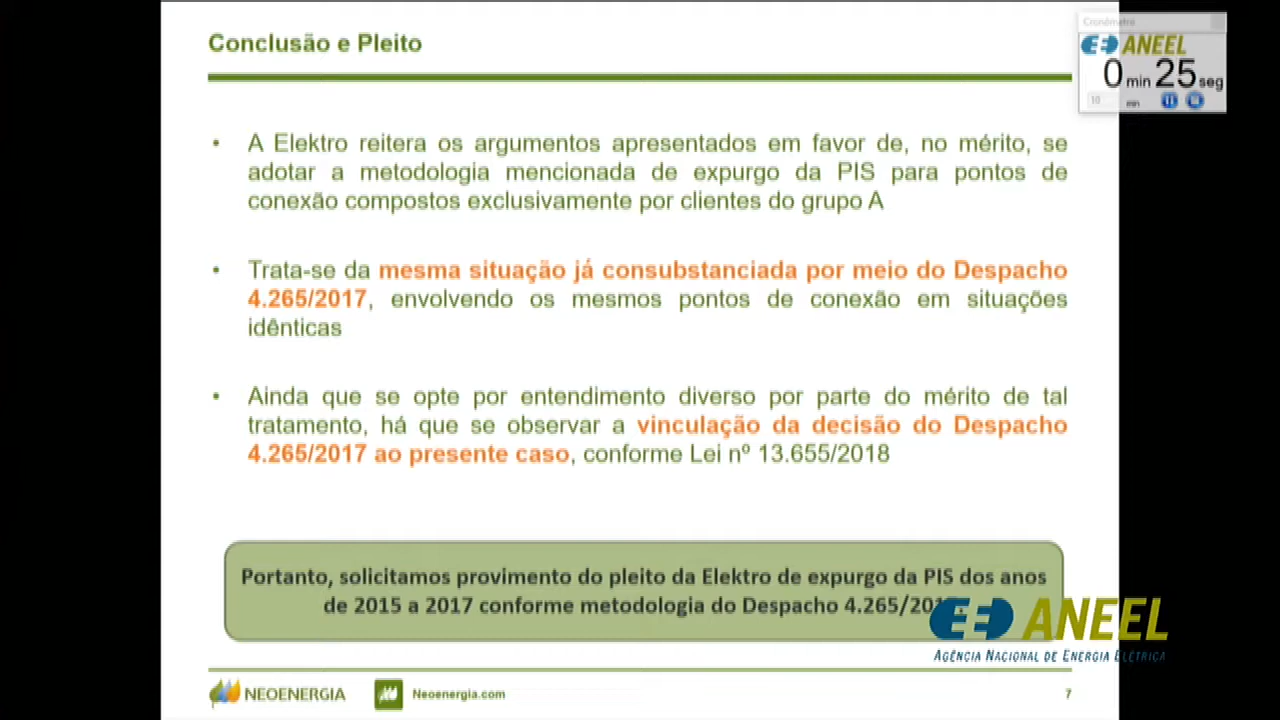 Conclusão e Pleito
Cronômetro
ANEEL
0 min 25 seg
10 mn
• A Elektro reitera os argumentos apresentados em favor de, no mérito, se
adotar a metodologia mencionada de expurgo da PIS para pontos de
conexão compostos exclusivamente por clientes do grupo A
• Trata-se da mesma situação já consubstanciada por meio do Despacho
4.265/2017, envolvendo os mesmos pontos de conexão em situações
idênticas
• Ainda que se opte por entendimento diverso por parte do mérito de tal
tratamento, há que se observar a vinculação da decisão do Despacho
4.265/2017 ao presente caso, conforme Lei nº 13.655/2018
Portanto, solicitamos provimento do pleito da Elektro de expurgo da PIS dos anos
de 2015 a 2017 conforme metodologia do Despacho
ANEEL
AGÊNCIA NACIONAL DE ENERGIA ELÉTRICA
NEOENERGIA
Neoenergia.com
7